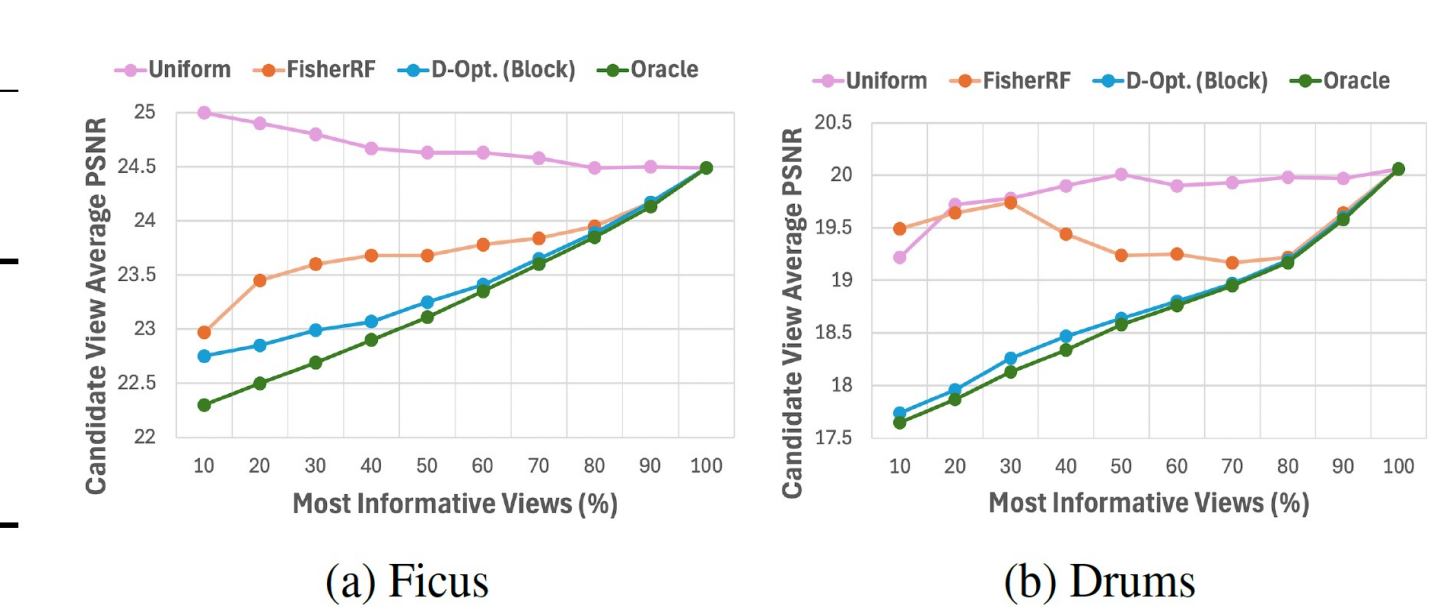 Uniform FisherRF D-Opt. (Block) Oracle
Candidate View Average PSNR
25
24.5
24
23.5
23
22.5
22
10 20 30 40 50 60 70 80 90 100
Most Informative Views (%)
(a) Ficus
Uniform FisherRF D-Opt. (Block) Oracle
Candidate View Average PSNR
20.5
20
19.5
19
18.5
18
17.5
10 20 30 40 50 60 70 80 90 100
Most Informative Views (%)
(b) Drums